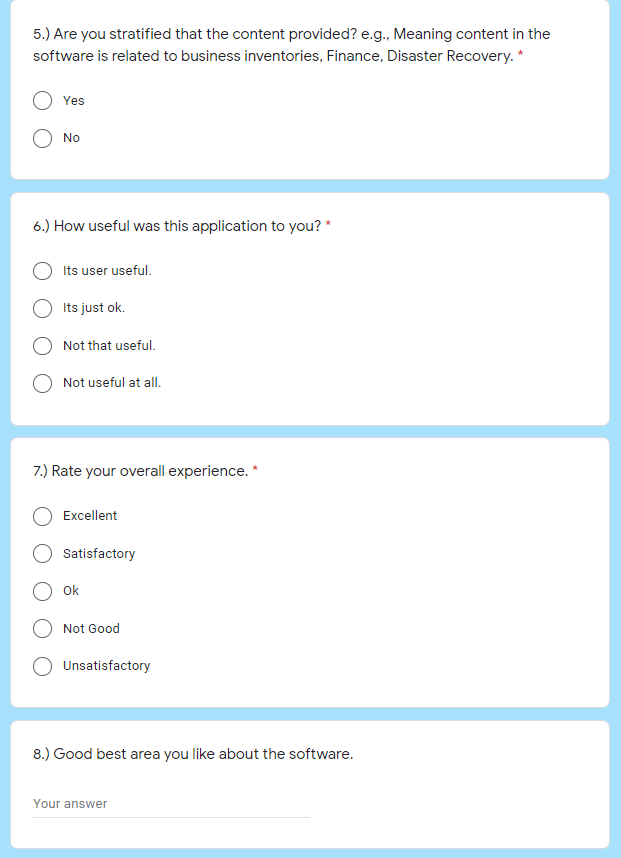 5.) Are you stratified that the content provided? e.g., Meaning content in the
software is related to business inventories, Finance, Disaster Recovery. *
Yes
No
6.) How useful was this application to you? *
Its user useful.
Its just ok.
Not that useful.
Not useful at all.
7.) Rate your overall experience. *
Excellent
Satisfactory
Ok
Not Good
Unsatisfactory
8.) Good best area you like about the software.
Your answer